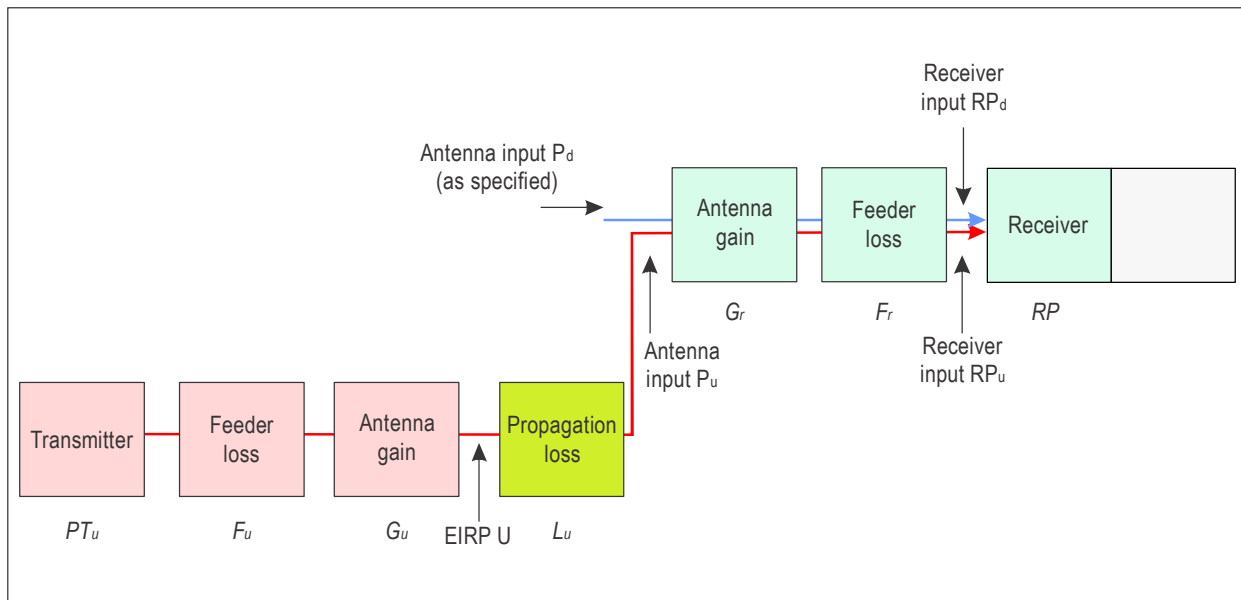 Receiver
input RPd
Antenna input Pd
(as specified)
Antenna
gain
Feeder
loss
Receiver
Gr
Fr
RP
Antenna
input Pu
Receiver
input RPu
Transmitter
Feeder
loss
Antenna
gain
Propagation
loss
PTu
Fu
Gu
EIRP U
Lu